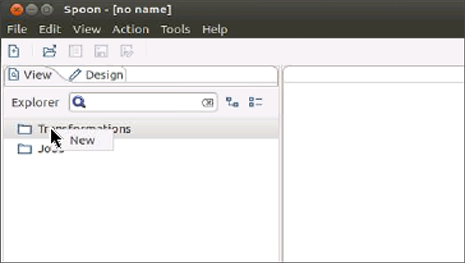 Spoon - [no name]
File Edit View Action Tools Help
View Design
Explorer
Transformations
New
Jobs